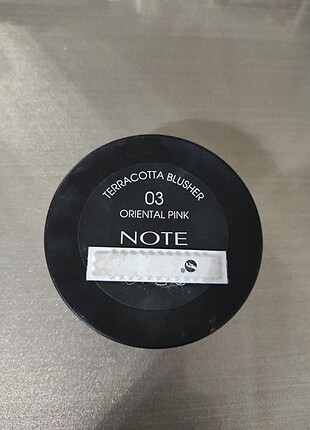 TERRACOTTA BLUSHER
03
ORIENTAL PINK
NOTE